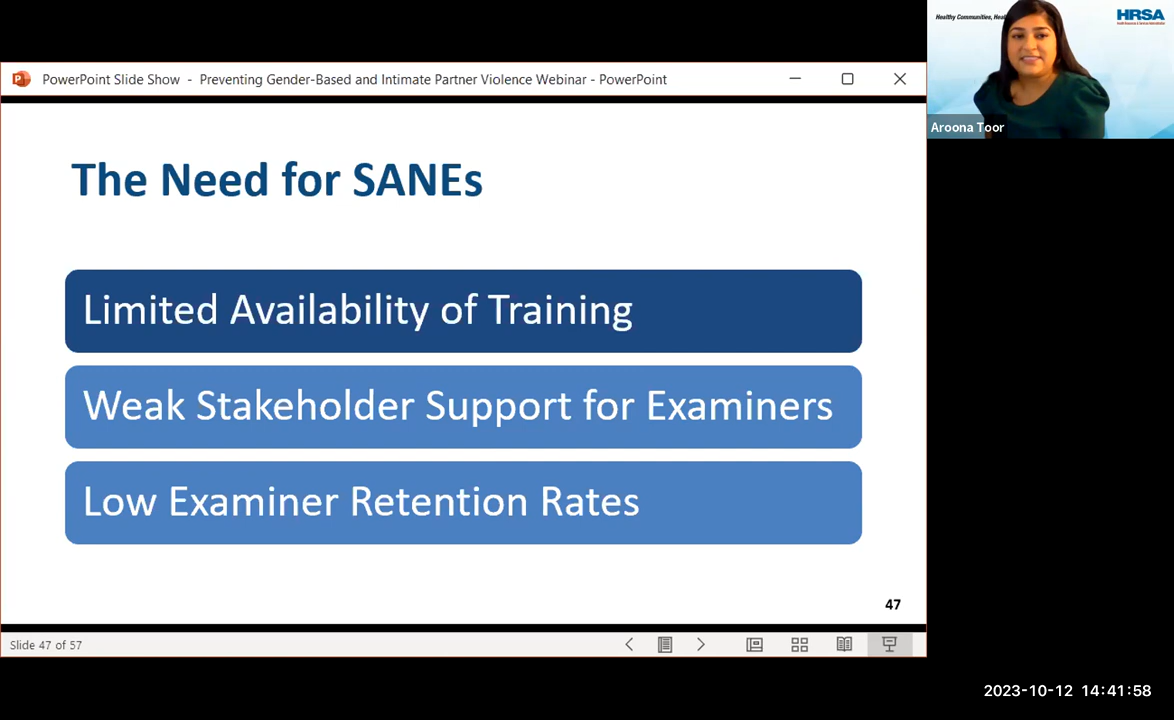 Healthy Communities, Heal
HRSA
PowerPoint Slide Show - Preventing Gender-Based and Intimate Partner Violence Webinar - PowerPoint
Aroona Toor
The Need for SANEs
Limited Availability of Training
Weak Stakeholder Support for Examiners
Low Examiner Retention Rates
47
Slide 47 of 57
2023-10-12 14:41:58